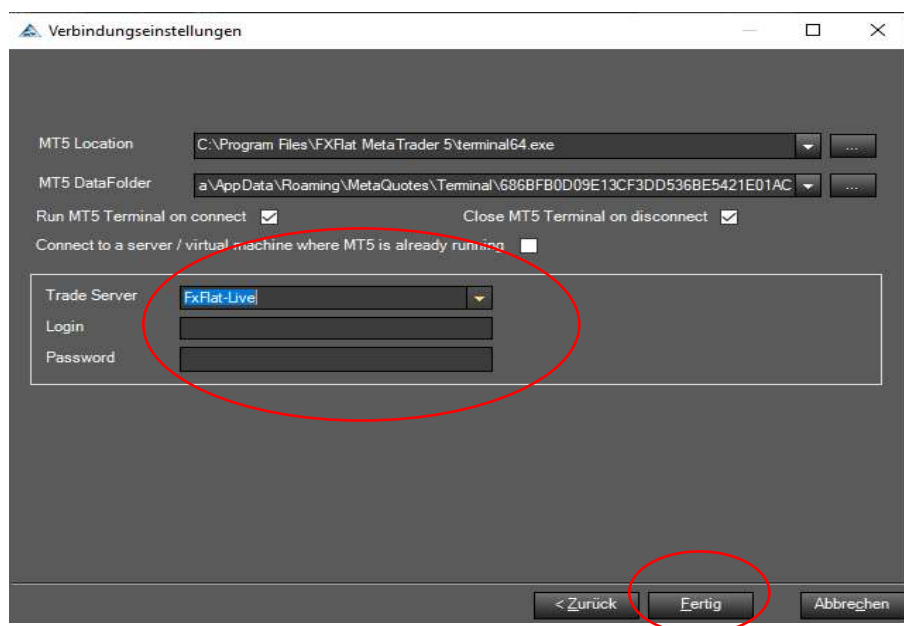 Verbindungseinstellungen
MT5 Location C:\Program Files\FXFlat MetaTrader 5\terminal64.exe ...
MT5 DataFolder a\AppData\Roaming\MetaQuotes\Terminal\686BFB0D09E13CF3DD536BE5421E01AC ...
Run MT5 Terminal on connect Close MT5 Terminal on disconnect
Connect to a server / virtual machine where MT5 is already running
Trade Server FxFlat-Live
Login
Password
< Zurück Fertig Abbrechen